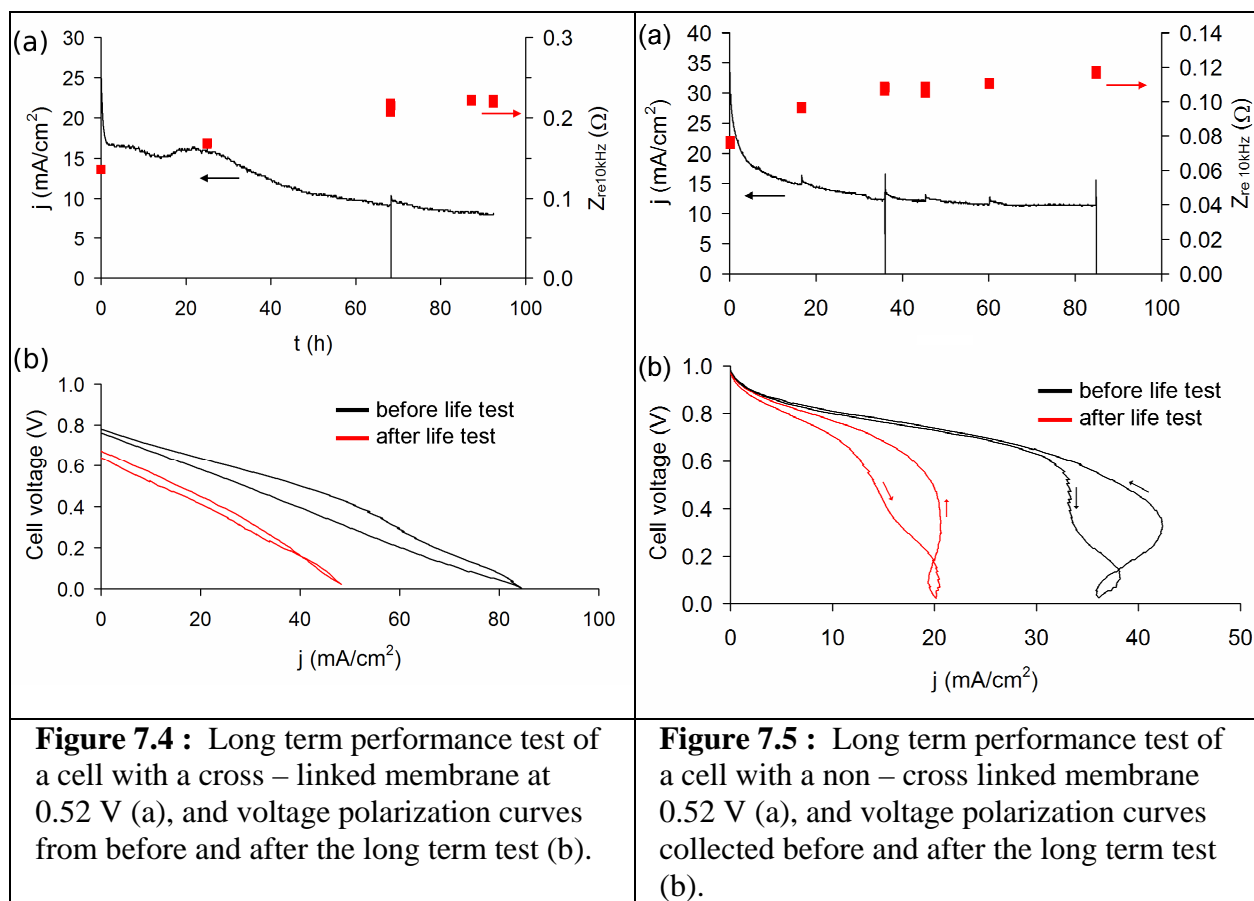 (a)
30
25
20
15
10
5
0
j (mA/cm²)
0.3
0.2
0.1
0.0
Zre10kHz (Ω)
0 20 40 60 80 100
t (h)
(b)
1.0
0.8
0.6
0.4
0.2
0.0
Cell voltage (V)
before life test
after life test
0 20 40 60 80 100
j (mA/cm²)
Figure 7.4 : Long term performance test of
a cell with a cross – linked membrane at
0.52 V (a), and voltage polarization curves
from before and after the long term test (b).
(a)
40
35
30
25
20
15
10
5
0
j (mA/cm²)
0.14
0.12
0.10
0.08
0.06
0.04
0.02
0.00
Zre 10kHz (Ω)
0 20 40 60 80 100
(b)
1.0
0.8
0.6
0.4
0.2
0.0
Cell voltage (V)
before life test
after life test
0 10 20 30 40 50
j (mA/cm²)
Figure 7.5 : Long term performance test of
a cell with a non – cross linked membrane
0.52 V (a), and voltage polarization curves
collected before and after the long term test
(b).